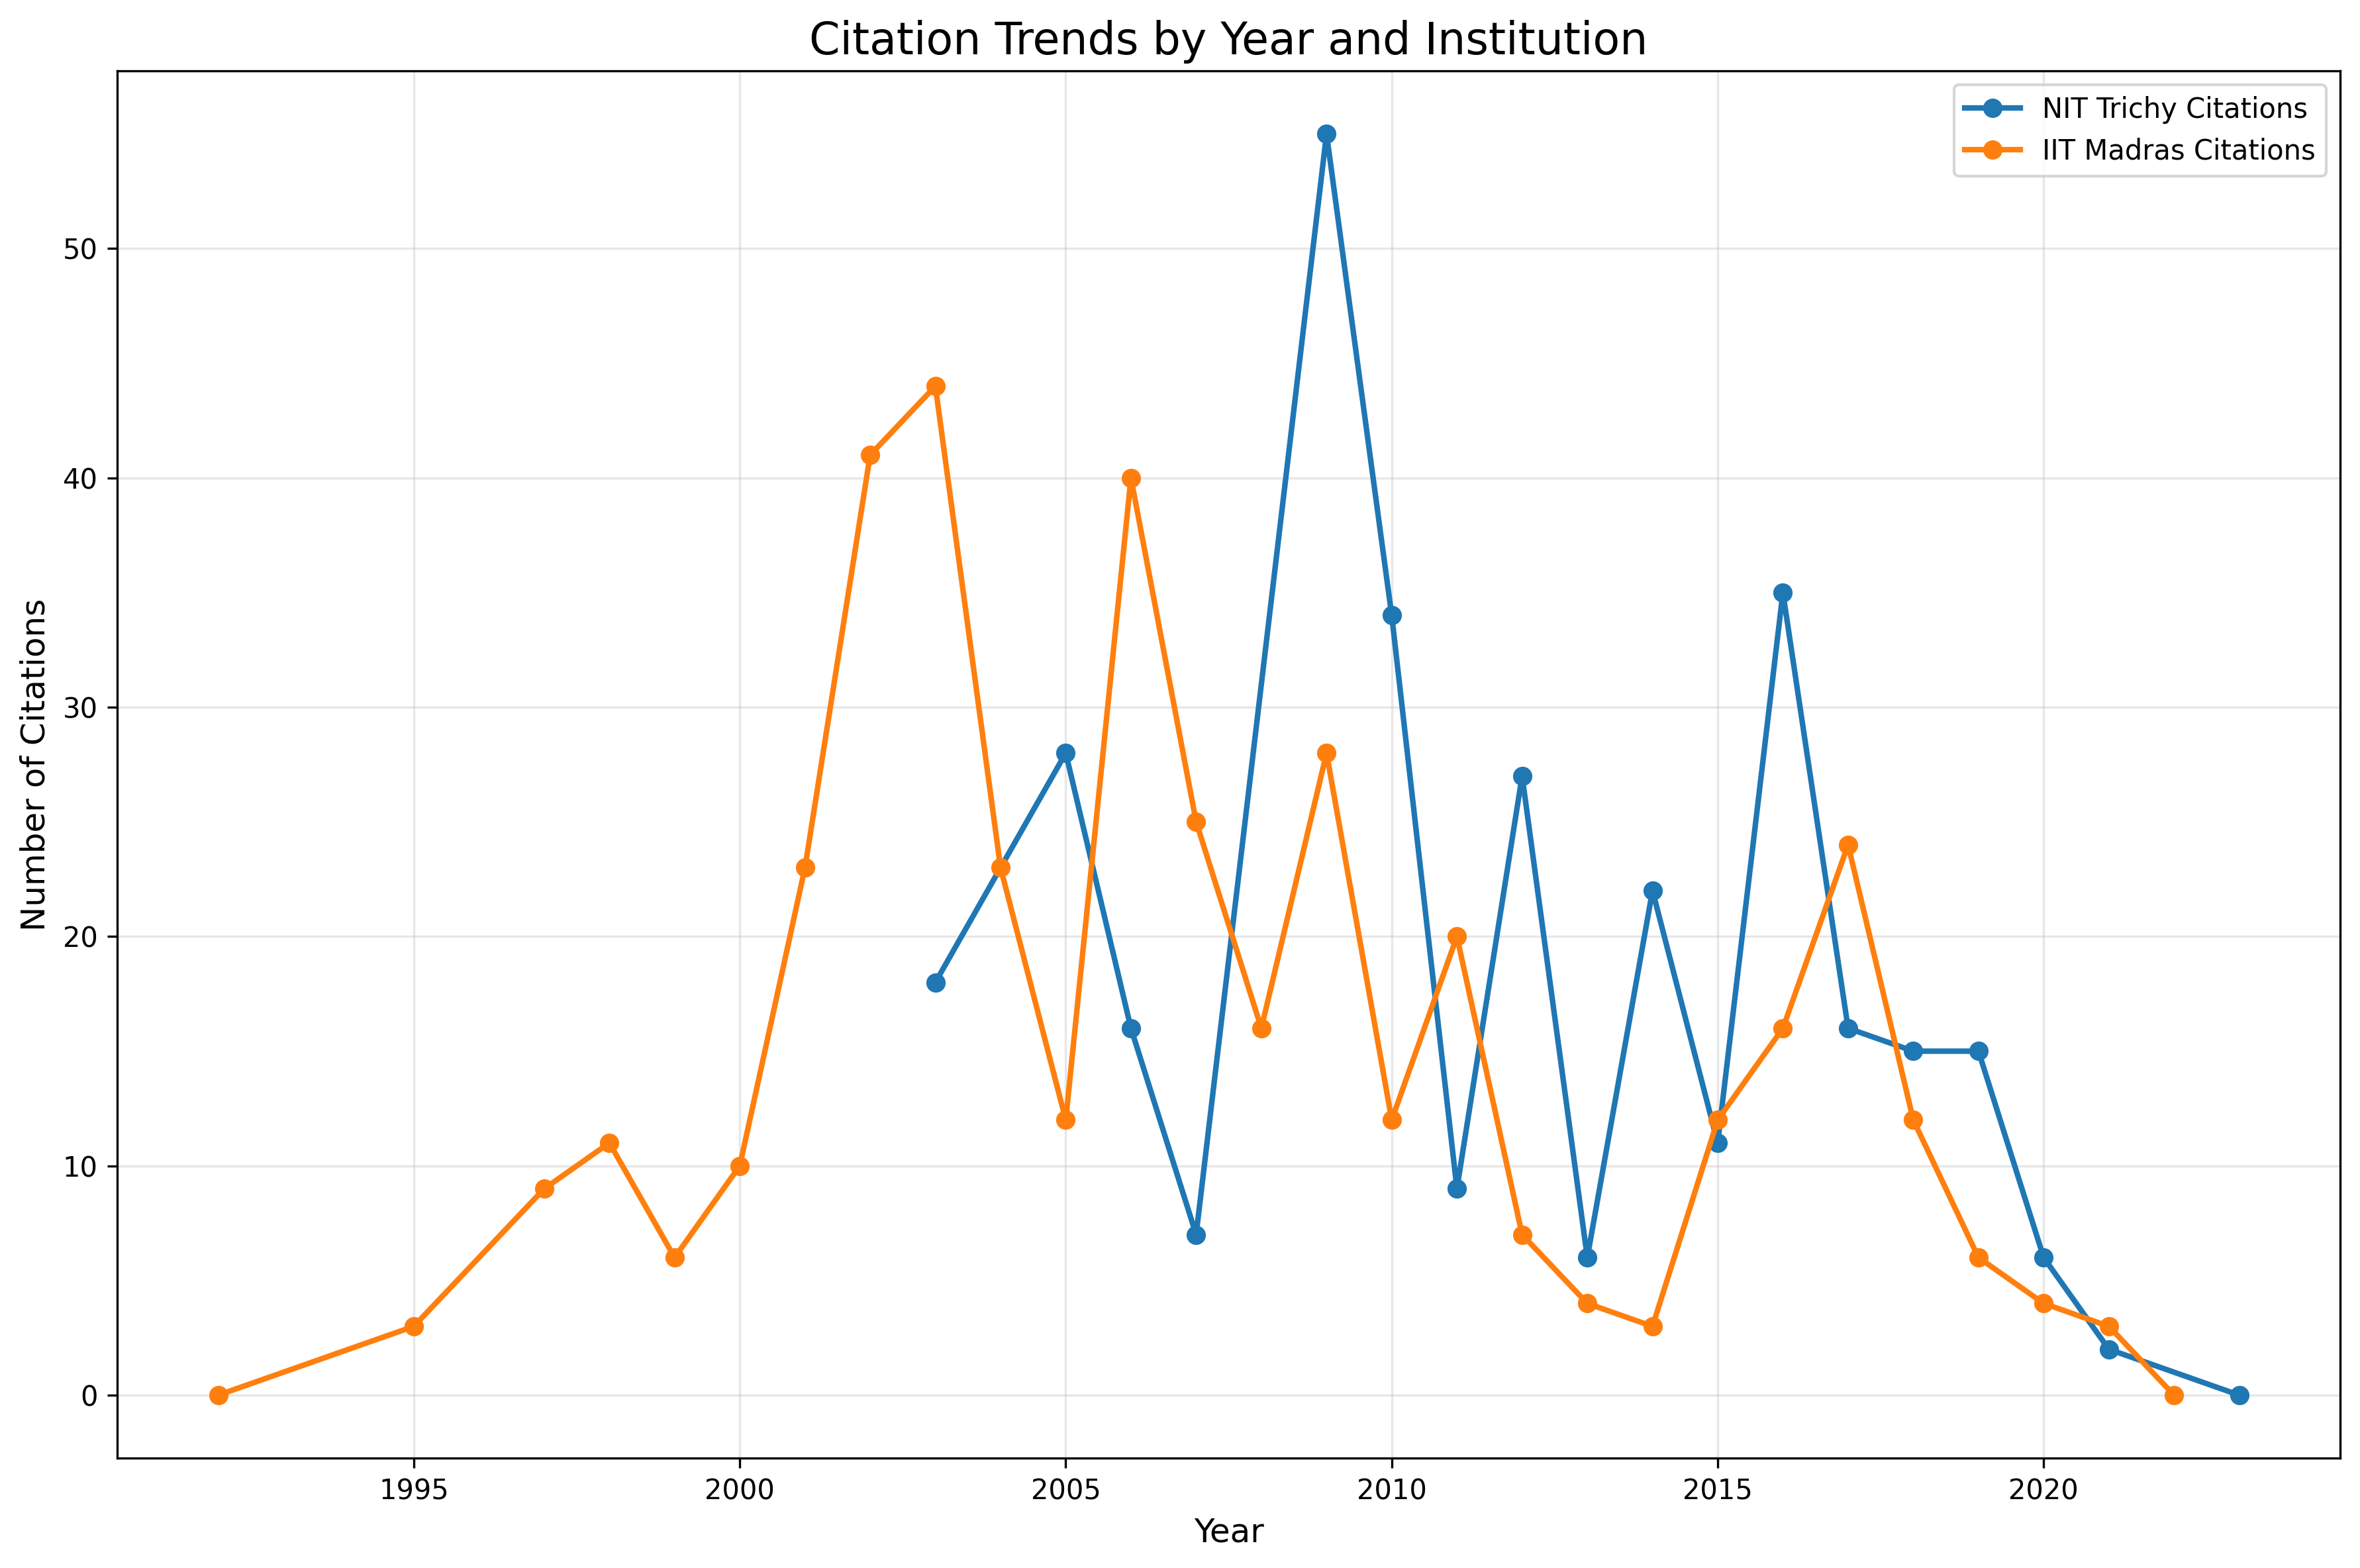 Citation Trends by Year and Institution
NIT Trichy Citations
IIT Madras Citations
Number of Citations
50
40
30
20
10
0
1995 2000 2005 2010 2015 2020
Year